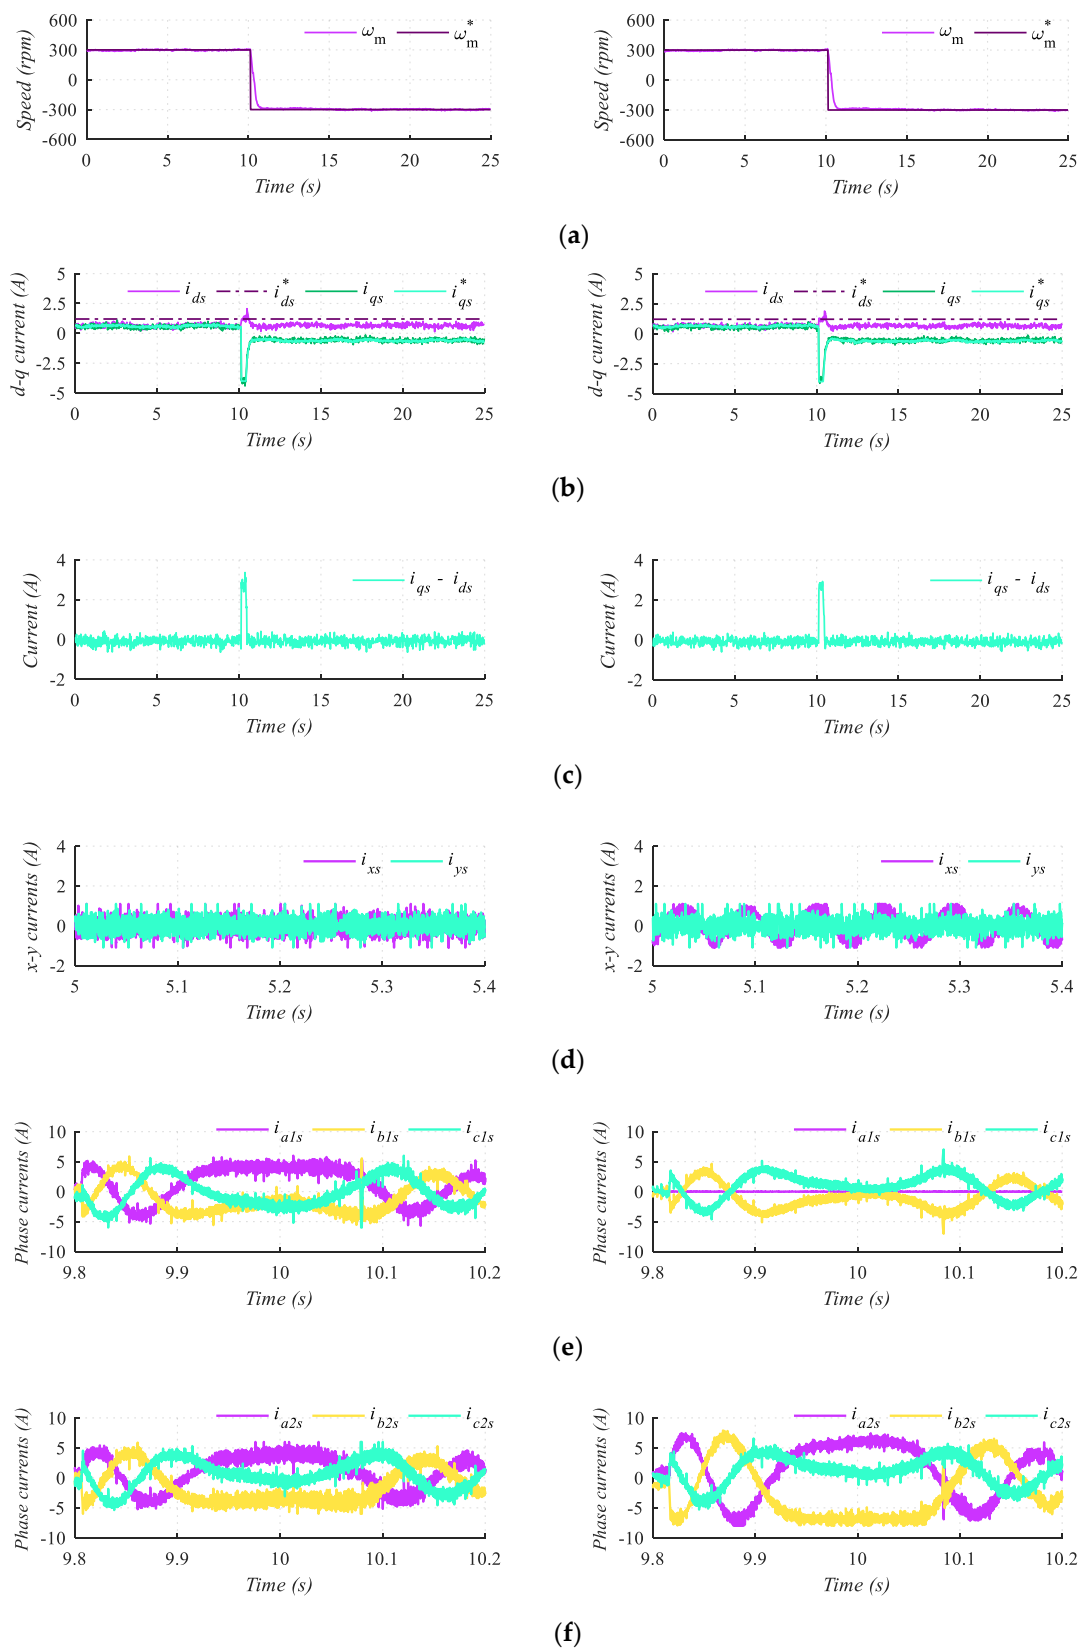 600
300
0
-300
-600
Speed (rpm)
ωm ωm*
0 5 10 15 20 25
Time (s)
600
300
0
-300
-600
Speed (rpm)
ωm ωm*
0 5 10 15 20 25
Time (s)
(a)
5
2.5
0
-2.5
-5
d-q current (A)
ids ids* iqs iqs*
0 5 10 15 20 25
Time (s)
5
2.5
0
-2.5
-5
d-q current (A)
ids ids* iqs iqs*
0 5 10 15 20 25
Time (s)
(b)
4
2
0
-2
Current (A)
iqs - ids
0 5 10 15 20 25
Time (s)
4
2
0
-2
Current (A)
iqs - ids
0 5 10 15 20 25
Time (s)
(c)
4
2
0
-2
x-y currents (A)
ixs iys
5 5.1 5.2 5.3 5.4
Time (s)
4
2
0
-2
x-y currents (A)
ixs iys
5 5.1 5.2 5.3 5.4
Time (s)
(d)
10
5
0
-5
-10
Phase currents (A)
ia1s ib1s ic1s
9.8 9.9 10 10.1 10.2
Time (s)
10
5
0
-5
-10
Phase currents (A)
ia1s ib1s ic1s
9.8 9.9 10 10.1 10.2
Time (s)
(e)
10
5
0
-5
-10
Phase currents (A)
ia2s ib2s ic2s
9.8 9.9 10 10.1 10.2
Time (s)
10
5
0
-5
-10
Phase currents (A)
ia2s ib2s ic2s
9.8 9.9 10 10.1 10.2
Time (s)
(f)